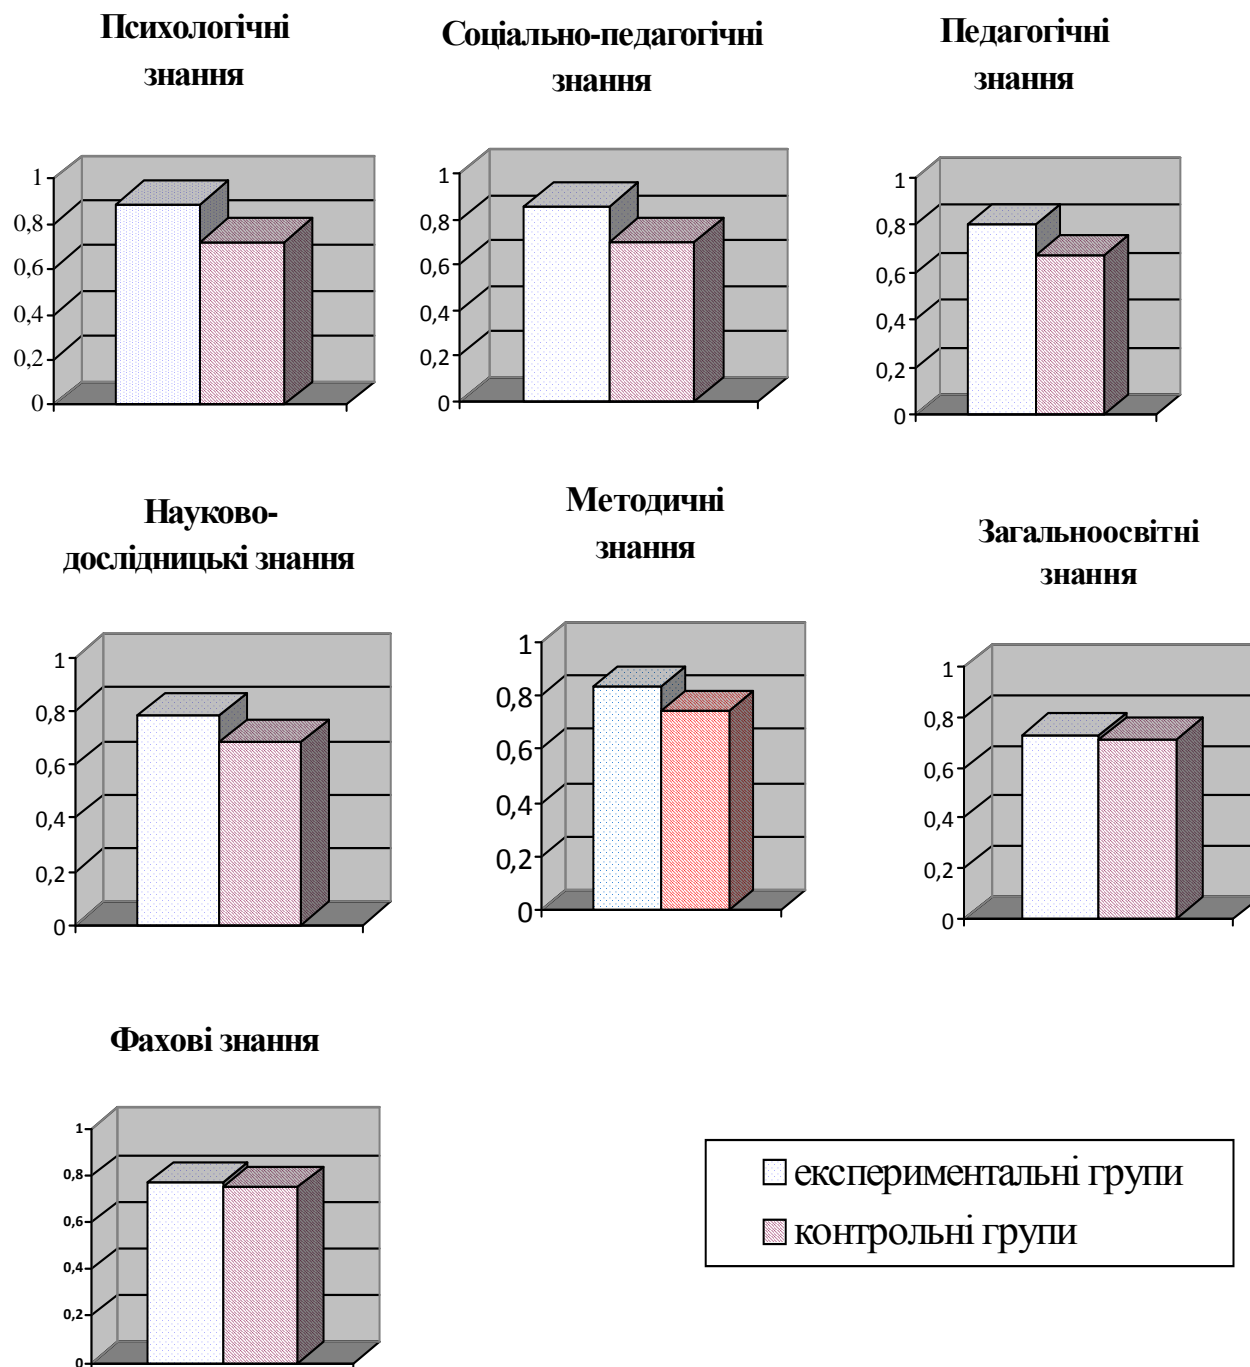 Психологічні
знання
1
0,8
0,6
0,4
0,2
0
Соціально-педагогічні
знання
1
0,8
0,6
0,4
0,2
0
Педагогічні
знання
1
0,8
0,6
0,4
0,2
0
Науково-
дослідницькі знання
1
0,8
0,6
0,4
0,2
0
Методичні
знання
1
0,8
0,6
0,4
0,2
0
Загальноосвітні
знання
1
0,8
0,6
0,4
0,2
0
Фахові знання
1
0,8
0,6
0,4
0,2
0
експериментальні групи
контрольні групи